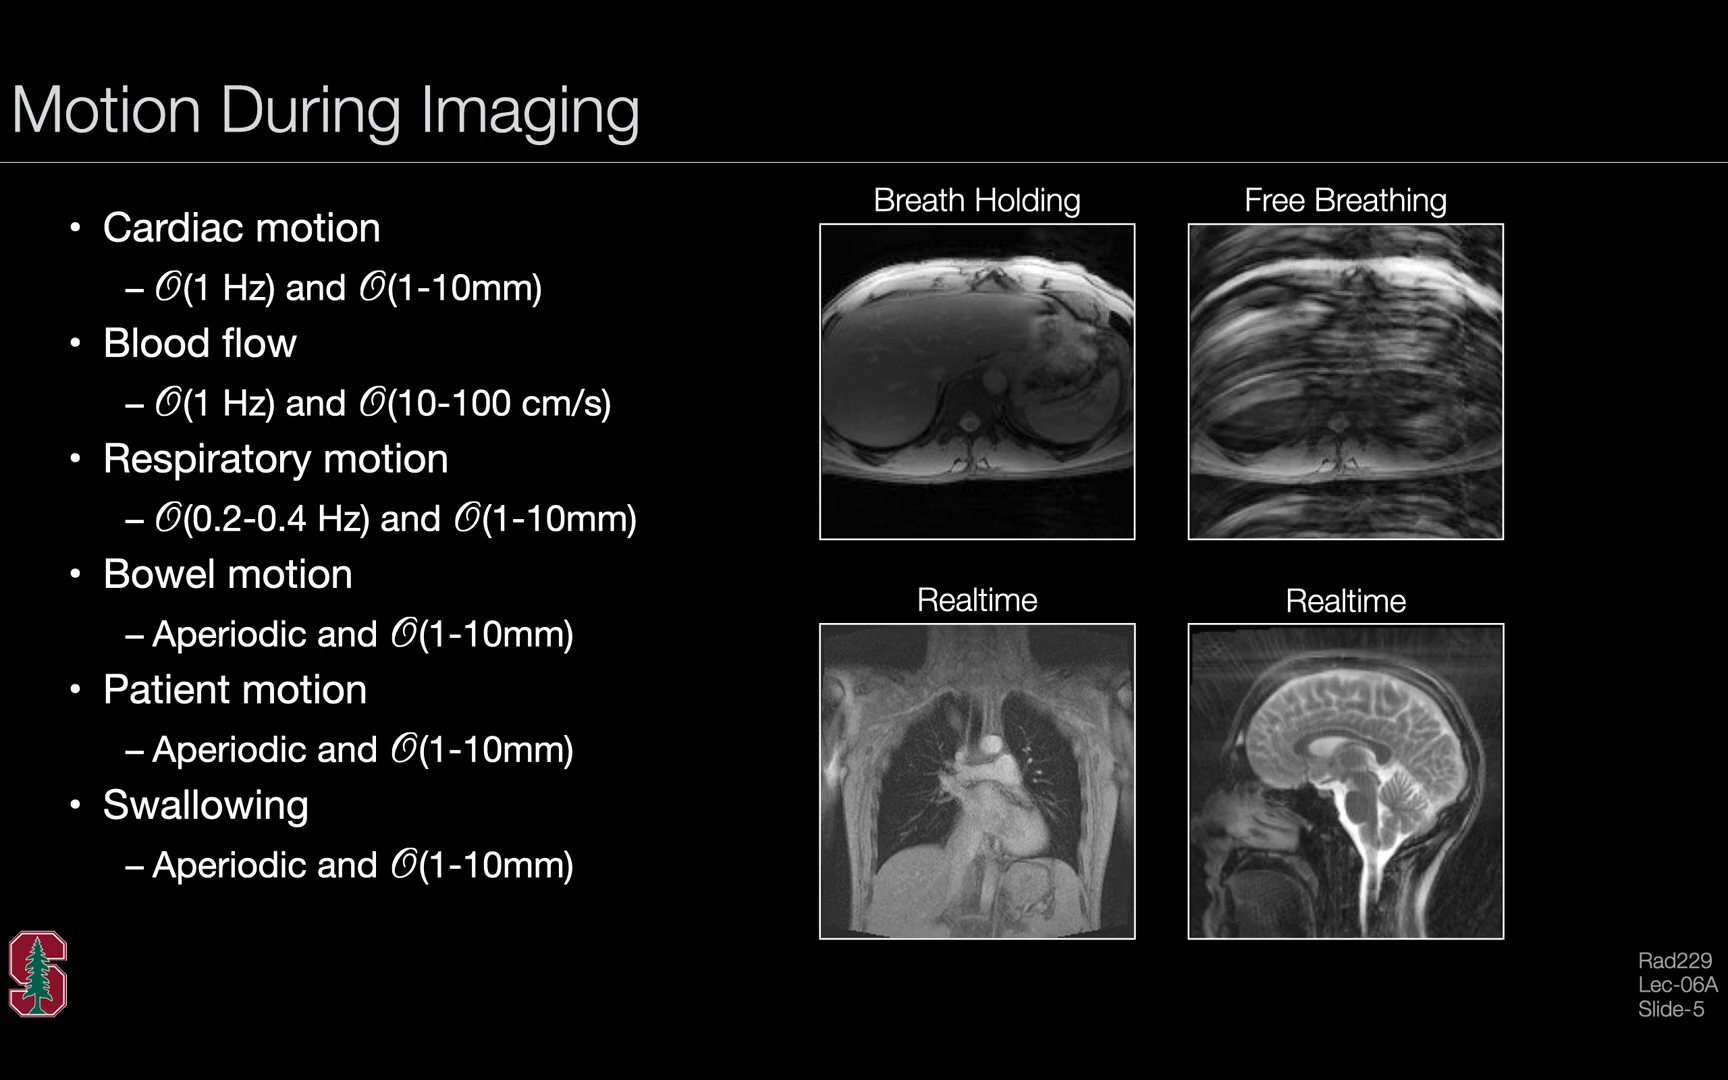 Motion During Imaging
• Cardiac motion
– 𝒪(1 Hz) and 𝒪(1-10mm)
• Blood flow
– 𝒪(1 Hz) and 𝒪(10-100 cm/s)
• Respiratory motion
– 𝒪(0.2-0.4 Hz) and 𝒪(1-10mm)
• Bowel motion
– Aperiodic and 𝒪(1-10mm)
• Patient motion
– Aperiodic and 𝒪(1-10mm)
• Swallowing
– Aperiodic and 𝒪(1-10mm)
Breath Holding
Free Breathing
Realtime
Realtime
S
Rad229
Lec-06A
Slide-5